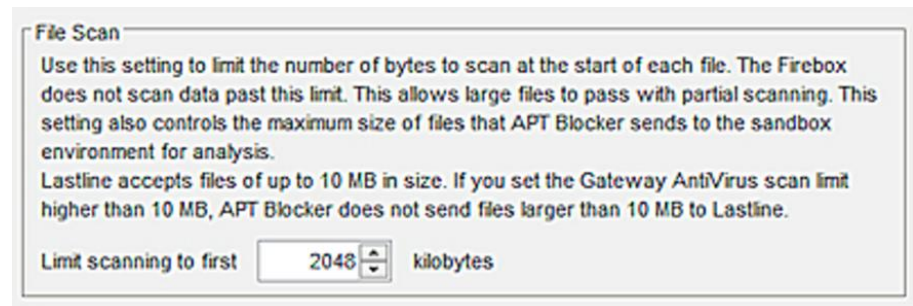 File Scan
Use this setting to limit the number of bytes to scan at the start of each file. The Firebox
does not scan data past this limit. This allows large files to pass with partial scanning. This
setting also controls the maximum size of files that APT Blocker sends to the sandbox
environment for analysis.
Lastline accepts files of up to 10 MB in size. If you set the Gateway AntiVirus scan limit
higher than 10 MB, APT Blocker does not send files larger than 10 MB to Lastline.
Limit scanning to first 2048 kilobytes